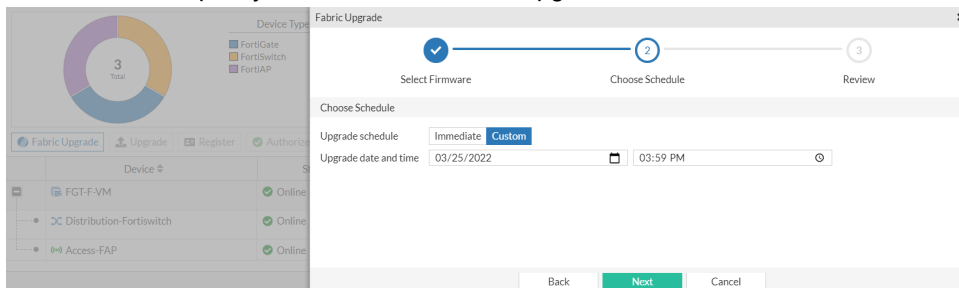 Device Type
3
Total
FortiGate
FortiSwitch
FortiAP
Fabric Upgrade
Upgrade
Register
Authorize
Device
FGT-F-VM
Online
Distribution-Fortiswitch
Online
Access-FAP
Online
Fabric Upgrade
2
3
Select Firmware
Choose Schedule
Review
Choose Schedule
Upgrade schedule Immediate Custom
Upgrade date and time 03/25/2022 03:59 PM
Back Next Cancel